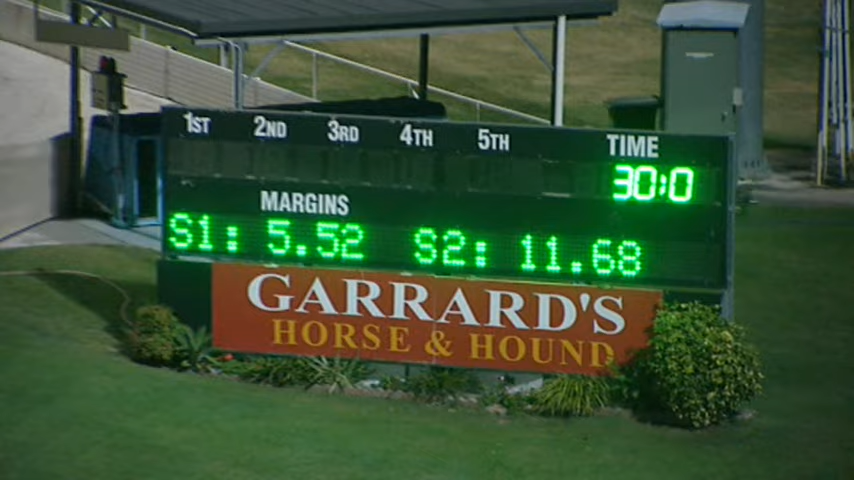 1ST 2ND 3RD 4TH 5TH TIME
30:0
MARGINS
S1: 5.52 S2: 11.68
GARRARD'S
HORSE & HOUND